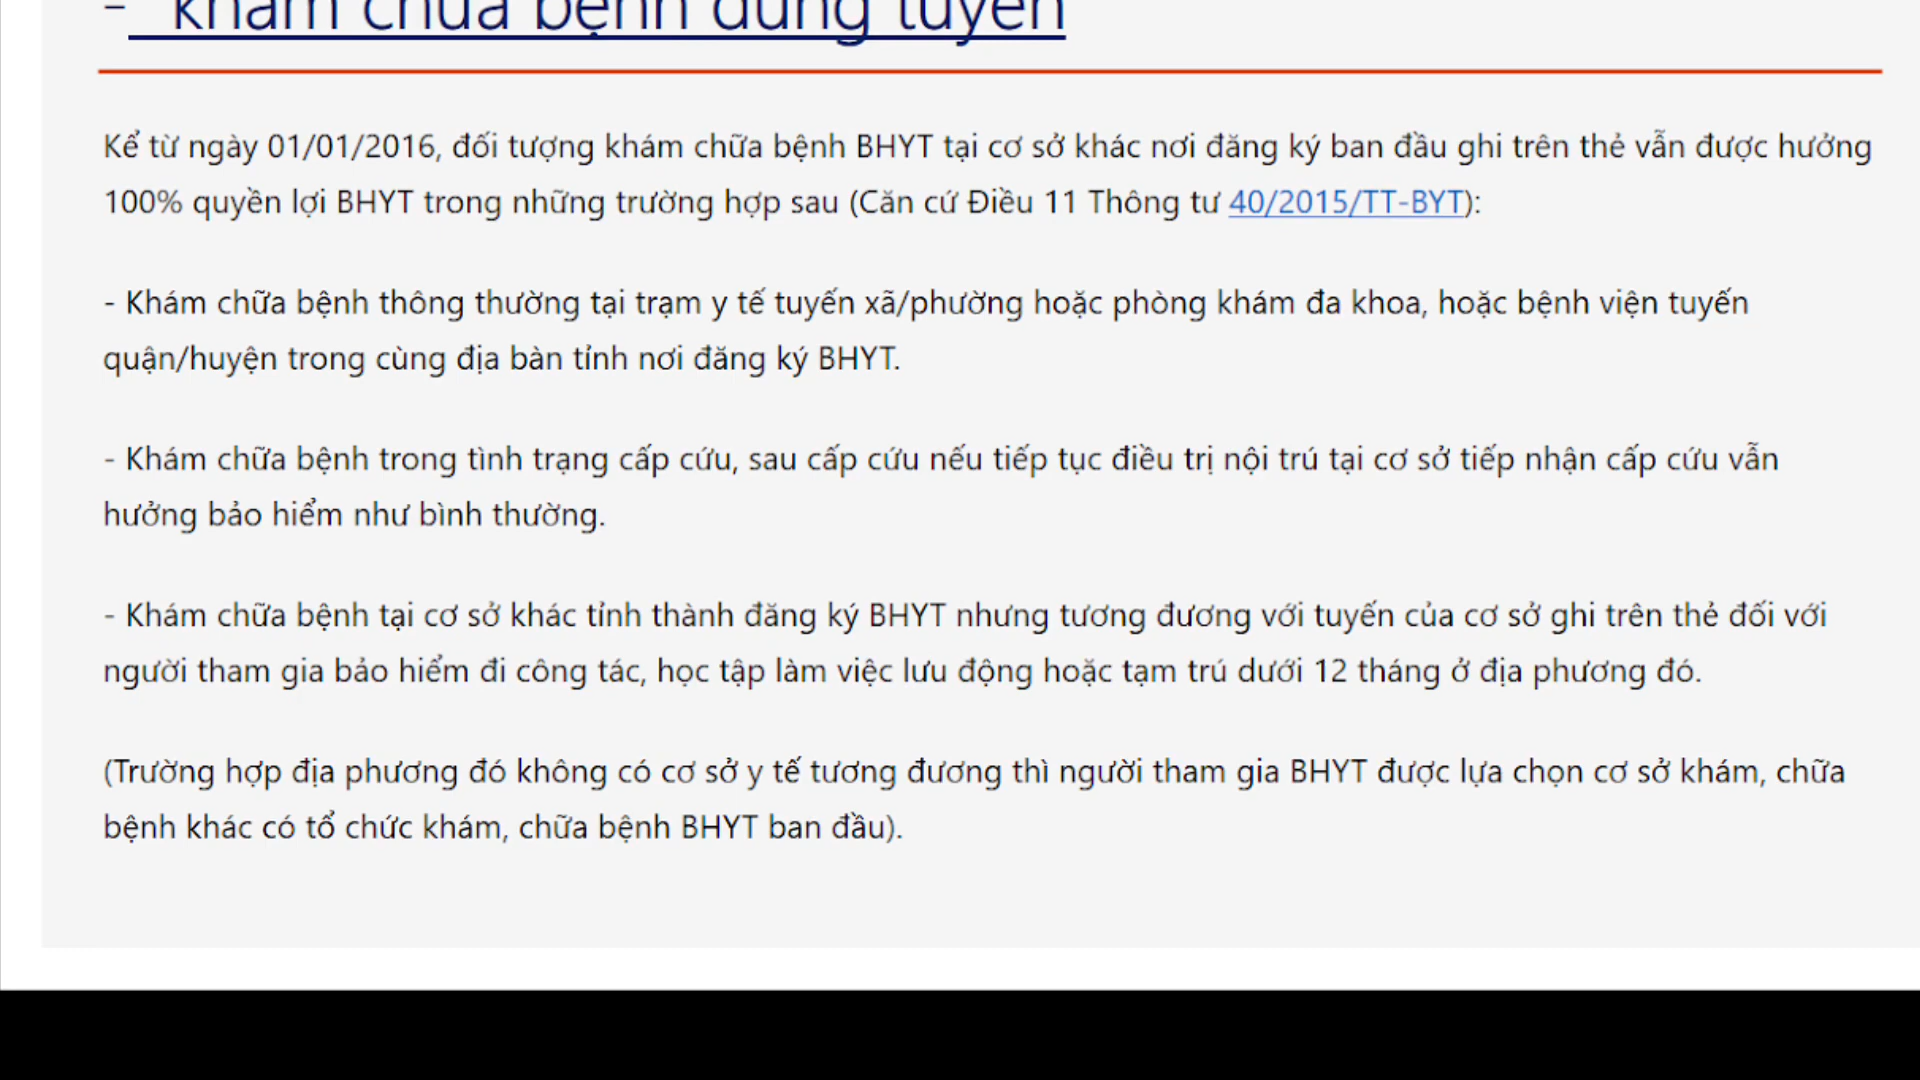 - khám chữa bệnh đúng tuyến
Kể từ ngày 01/01/2016, đối tượng khám chữa bệnh BHYT tại cơ sở khác nơi đăng ký ban đầu ghi trên thẻ vẫn được hưởng
100% quyền lợi BHYT trong những trường hợp sau (Căn cứ Điều 11 Thông tư 40/2015/TT-BYT):
- Khám chữa bệnh thông thường tại trạm y tế tuyến xã/phường hoặc phòng khám đa khoa, hoặc bệnh viện tuyến
quận/huyện trong cùng địa bàn tỉnh nơi đăng ký BHYT.
- Khám chữa bệnh trong tình trạng cấp cứu, sau cấp cứu nếu tiếp tục điều trị nội trú tại cơ sở tiếp nhận cấp cứu vẫn
hưởng bảo hiểm như bình thường.
- Khám chữa bệnh tại cơ sở khác tỉnh thành đăng ký BHYT nhưng tương đương với tuyến của cơ sở ghi trên thẻ đối với
người tham gia bảo hiểm đi công tác, học tập làm việc lưu động hoặc tạm trú dưới 12 tháng ở địa phương đó.
(Trường hợp địa phương đó không có cơ sở y tế tương đương thì người tham gia BHYT được lựa chọn cơ sở khám, chữa
bệnh khác có tổ chức khám, chữa bệnh BHYT ban đầu).